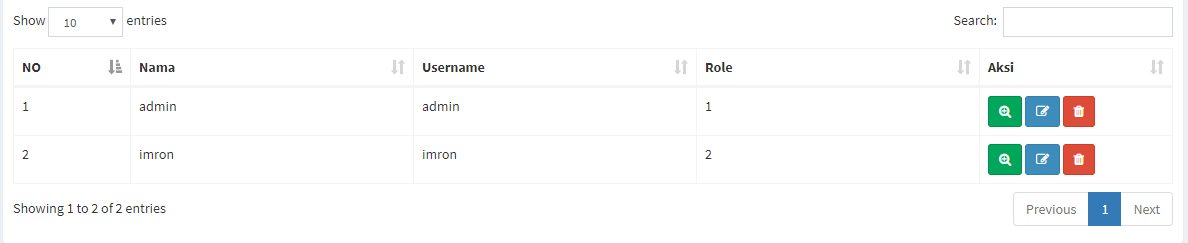 Show 10 entries Search:
NO Nama Username Role Aksi
1 admin admin 1
2 imron imron 2
Showing 1 to 2 of 2 entries Previous 1 Next